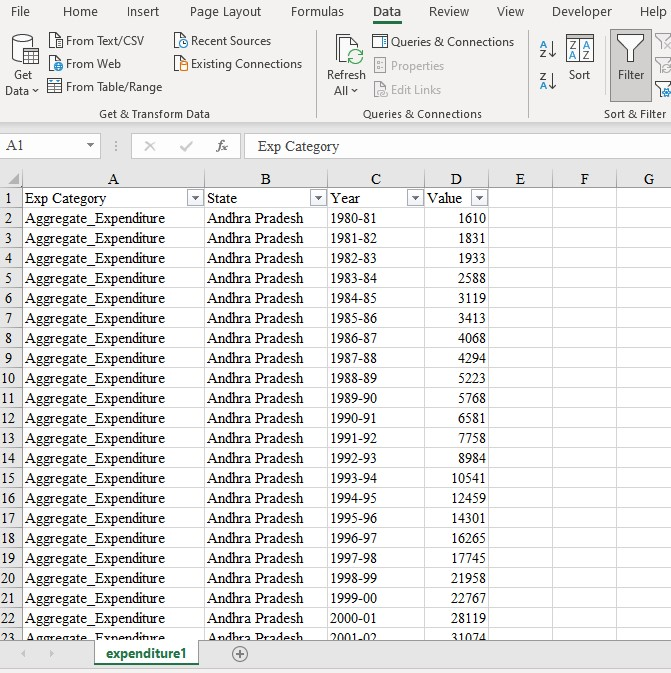 File Home Insert Page Layout Formulas Data Review View Developer Help
From Text/CSV Recent Sources Queries & Connections
From Web Existing Connections Properties
Get Data From Table/Range Refresh All Edit Links Sort Filter
Get & Transform Data Queries & Connections Sort & Filter
A1 fx Exp Category
A B C D E F G
1 Exp Category State Year Value
2 Aggregate_Expenditure Andhra Pradesh 1980-81 1610
3 Aggregate_Expenditure Andhra Pradesh 1981-82 1831
4 Aggregate_Expenditure Andhra Pradesh 1982-83 1933
5 Aggregate_Expenditure Andhra Pradesh 1983-84 2588
6 Aggregate_Expenditure Andhra Pradesh 1984-85 3119
7 Aggregate_Expenditure Andhra Pradesh 1985-86 3413
8 Aggregate_Expenditure Andhra Pradesh 1986-87 4068
9 Aggregate_Expenditure Andhra Pradesh 1987-88 4294
10 Aggregate_Expenditure Andhra Pradesh 1988-89 5223
11 Aggregate_Expenditure Andhra Pradesh 1989-90 5768
12 Aggregate_Expenditure Andhra Pradesh 1990-91 6581
13 Aggregate_Expenditure Andhra Pradesh 1991-92 7758
14 Aggregate_Expenditure Andhra Pradesh 1992-93 8984
15 Aggregate_Expenditure Andhra Pradesh 1993-94 10541
16 Aggregate_Expenditure Andhra Pradesh 1994-95 12459
17 Aggregate_Expenditure Andhra Pradesh 1995-96 14301
18 Aggregate_Expenditure Andhra Pradesh 1996-97 16265
19 Aggregate_Expenditure Andhra Pradesh 1997-98 17745
20 Aggregate_Expenditure Andhra Pradesh 1998-99 21958
21 Aggregate_Expenditure Andhra Pradesh 1999-00 22767
22 Aggregate_Expenditure Andhra Pradesh 2000-01 28119
23 Aggregate_Expenditure Andhra Pradesh 2001-02 31074
expenditure1